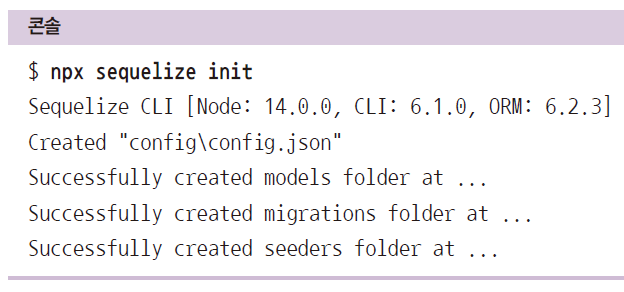 콘솔
$ npx sequelize init
Sequelize CLI [Node: 14.0.0, CLI: 6.1.0, ORM: 6.2.3]
Created "config\config.json"
Successfully created models folder at ...
Successfully created migrations folder at ...
Successfully created seeders folder at ...